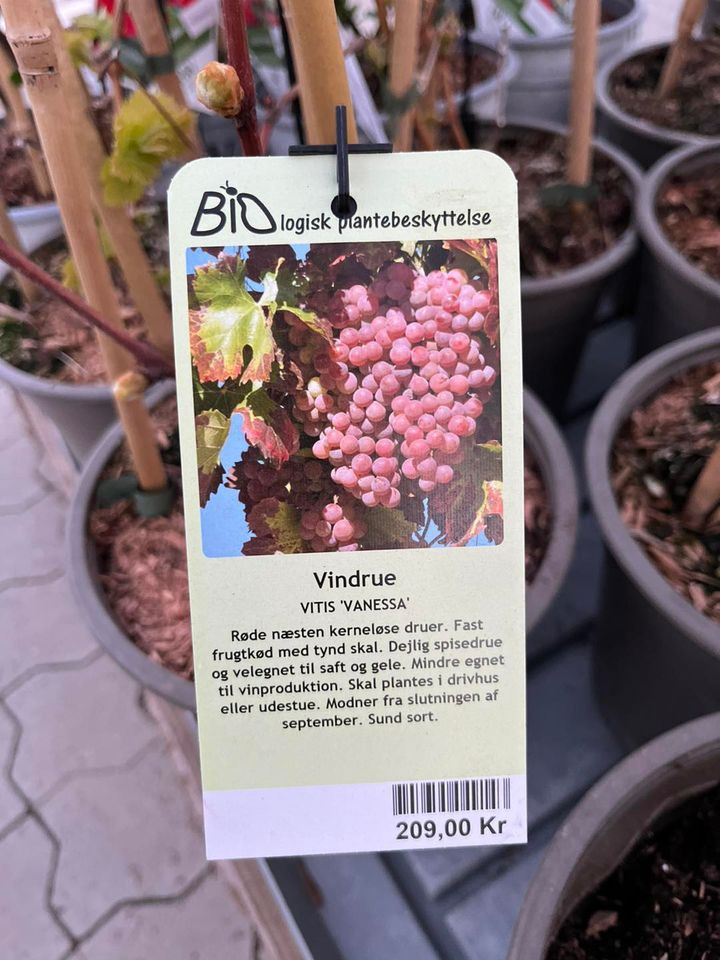 BIOlogisk plantebeskyttelse
Vindrue
VITIS 'VANESSA'
Røde næsten kerneløse druer. Fast
frugtkød med tynd skal. Dejlig spisedrue
og velegnet til saft og gele. Mindre egnet
til vinproduktion. Skal plantes i drivhus
eller udestue. Modner fra slutningen af
september. Sund sort.
209,00 Kr